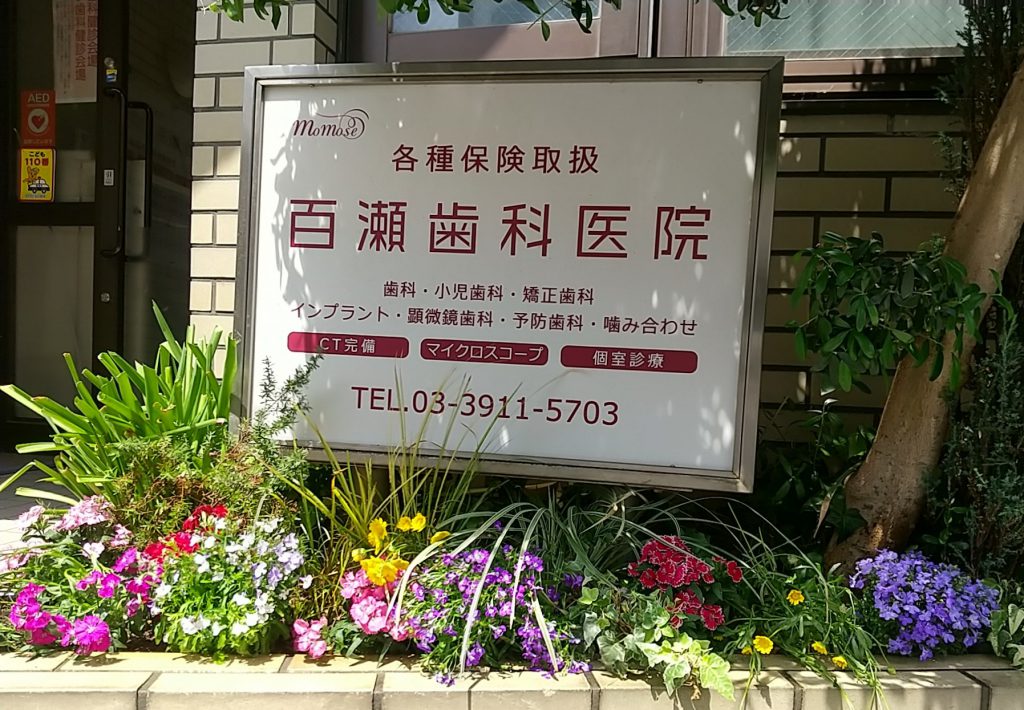 momose
各種保険取扱
百瀬歯科医院
歯科・小児歯科・矯正歯科
インプラント・顕微鏡歯科・予防歯科・噛み合わせ
CT完備 マイクロスコープ 個室診療
TEL.03-3911-5703
AED
こども
110番